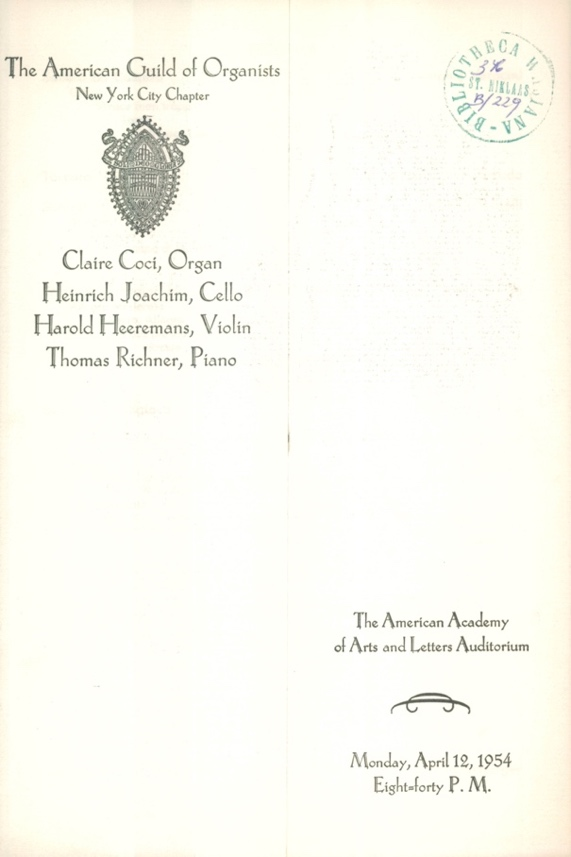 The American Guild of Organists
New York City Chapter
Claire Coci, Organ
Heinrich Joachim, Cello
Harold Heeremans, Violin
Thomas Richner, Piano
BIBLIOTHECA
ST. NIKLAAS
B/229
The American Academy
of Arts and Letters Auditorium
Monday, April 12, 1954
Eight=forty P. M.